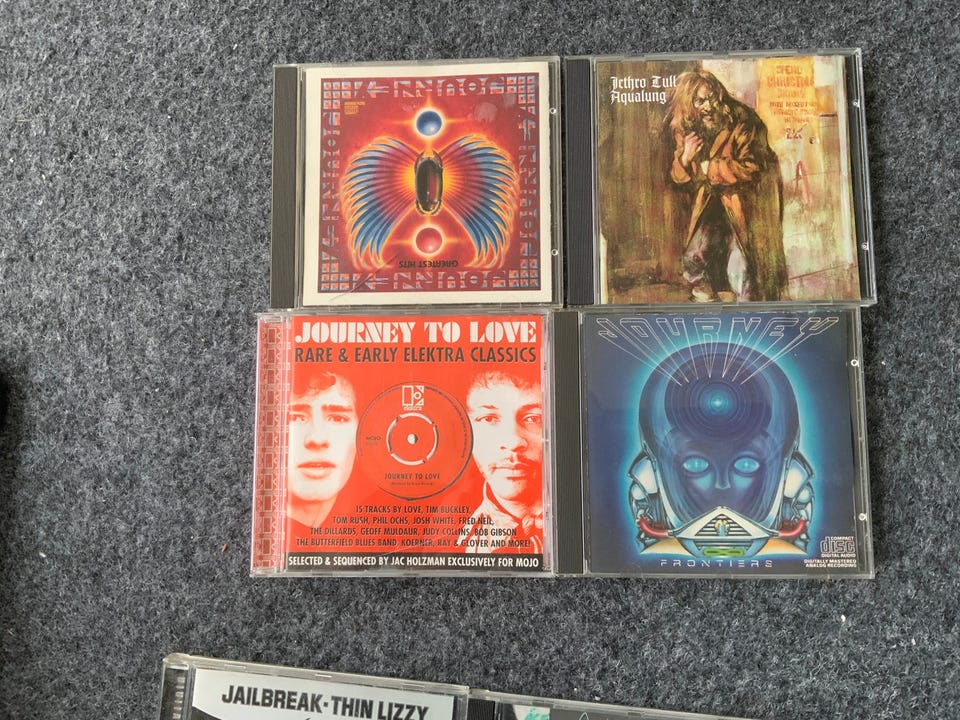 JOURNEY
GREATEST HITS
Jethro Tull
Aqualung
CHRISTMAS
JOURNEY TO LOVE
RARE & EARLY ELEKTRA CLASSICS
MOJO
JOURNEY TO LOVE
15 TRACKS BY LOVE, TIM BUCKLEY,
TOM RUSH, PHIL OCHS, JOSH WHITE, FRED NEIL,
THE DILLARDS, GEOFF MULDAUR, JUDY COLLINS, BOB GIBSON
THE BUTTERFIELD BLUES BAND, KOERNER, RAY & GLOVER AND MORE!
SELECTED & SEQUENCED BY JAC HOLZMAN EXCLUSIVELY FOR MOJO
JOURNEY
FRONTIERS
COMPACT
disc
DIGITAL AUDIO
DIGITALLY MASTERED
ANALOG RECORDING
JAILBREAK·THIN LIZZY